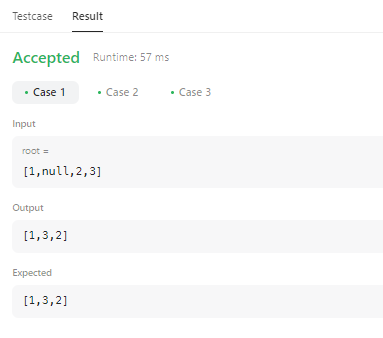 Testcase Result
Accepted Runtime: 57 ms
• Case 1 • Case 2 • Case 3
Input
root =
[1,null,2,3]
Output
[1,3,2]
Expected
[1,3,2]